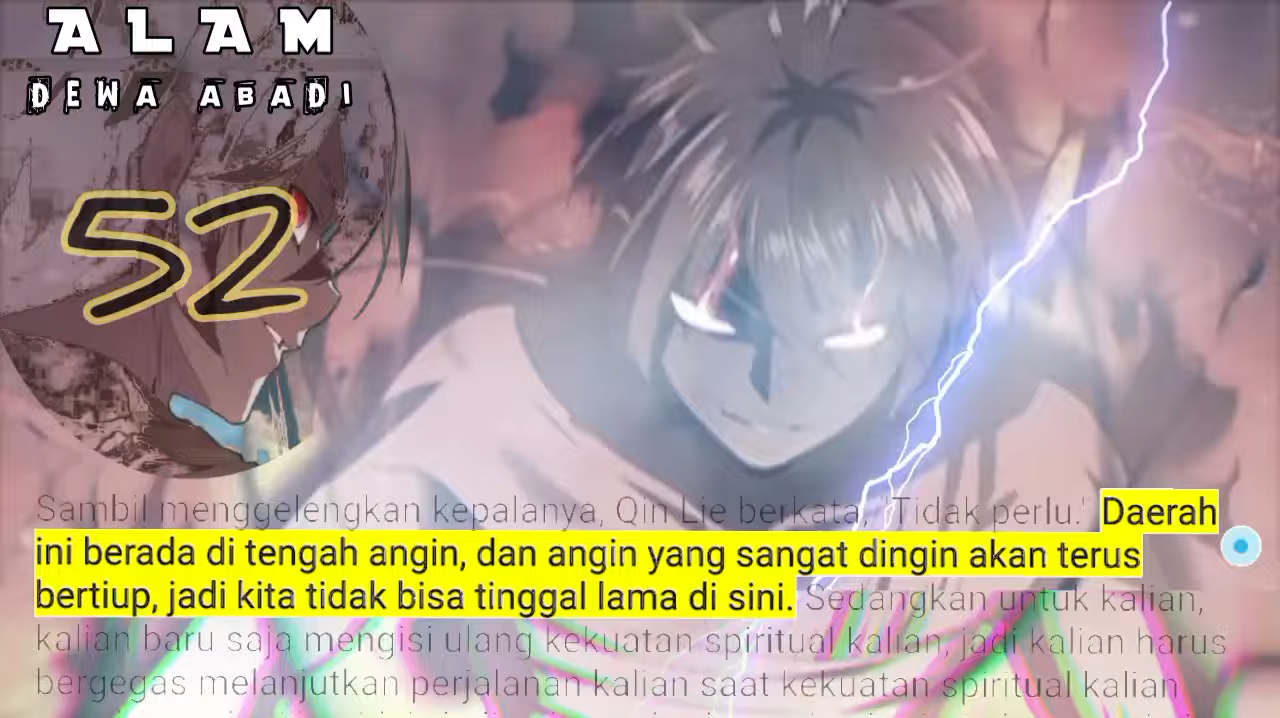 ALAM
DEWA ABADI
52
Sambil menggelengkan kepalanya, Qin Lie berkata, "Tidak perlu." Daerah
ini berada di tengah angin, dan angin yang sangat dingin akan terus
bertiup, jadi kita tidak bisa tinggal lama di sini. Sedangkan untuk kalian,
kalian baru saja mengisi ulang kekuatan spiritual kalian, jadi kalian harus
bergegas melanjutkan perjalanan kalian saat kekuatan spiritual kalian